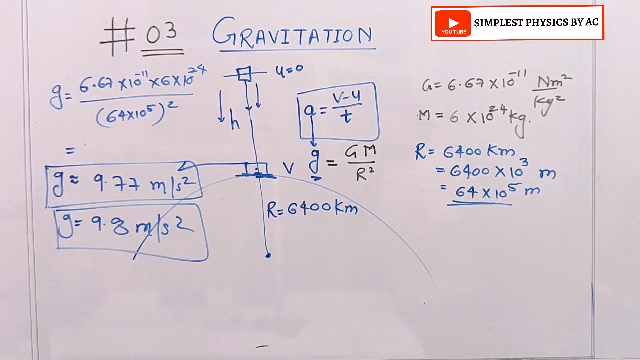 SIMPLEST PHYSICS BY AC
YouTube
# 03 GRAVITATION
g = 6.67×10⁻¹¹×6×10²⁴
(64×10⁵)²
=
g ≈ 9.77 m/s²
g = 9.8 m/s²
u=0
h
a = v-u
t
g = GM
R²
V
R=6400Km
G = 6.67×10⁻¹¹ Nm²
Kg²
M = 6×10²⁴ kg.
R = 6400 Km
= 6400×10³ m
= 64×10⁵ m